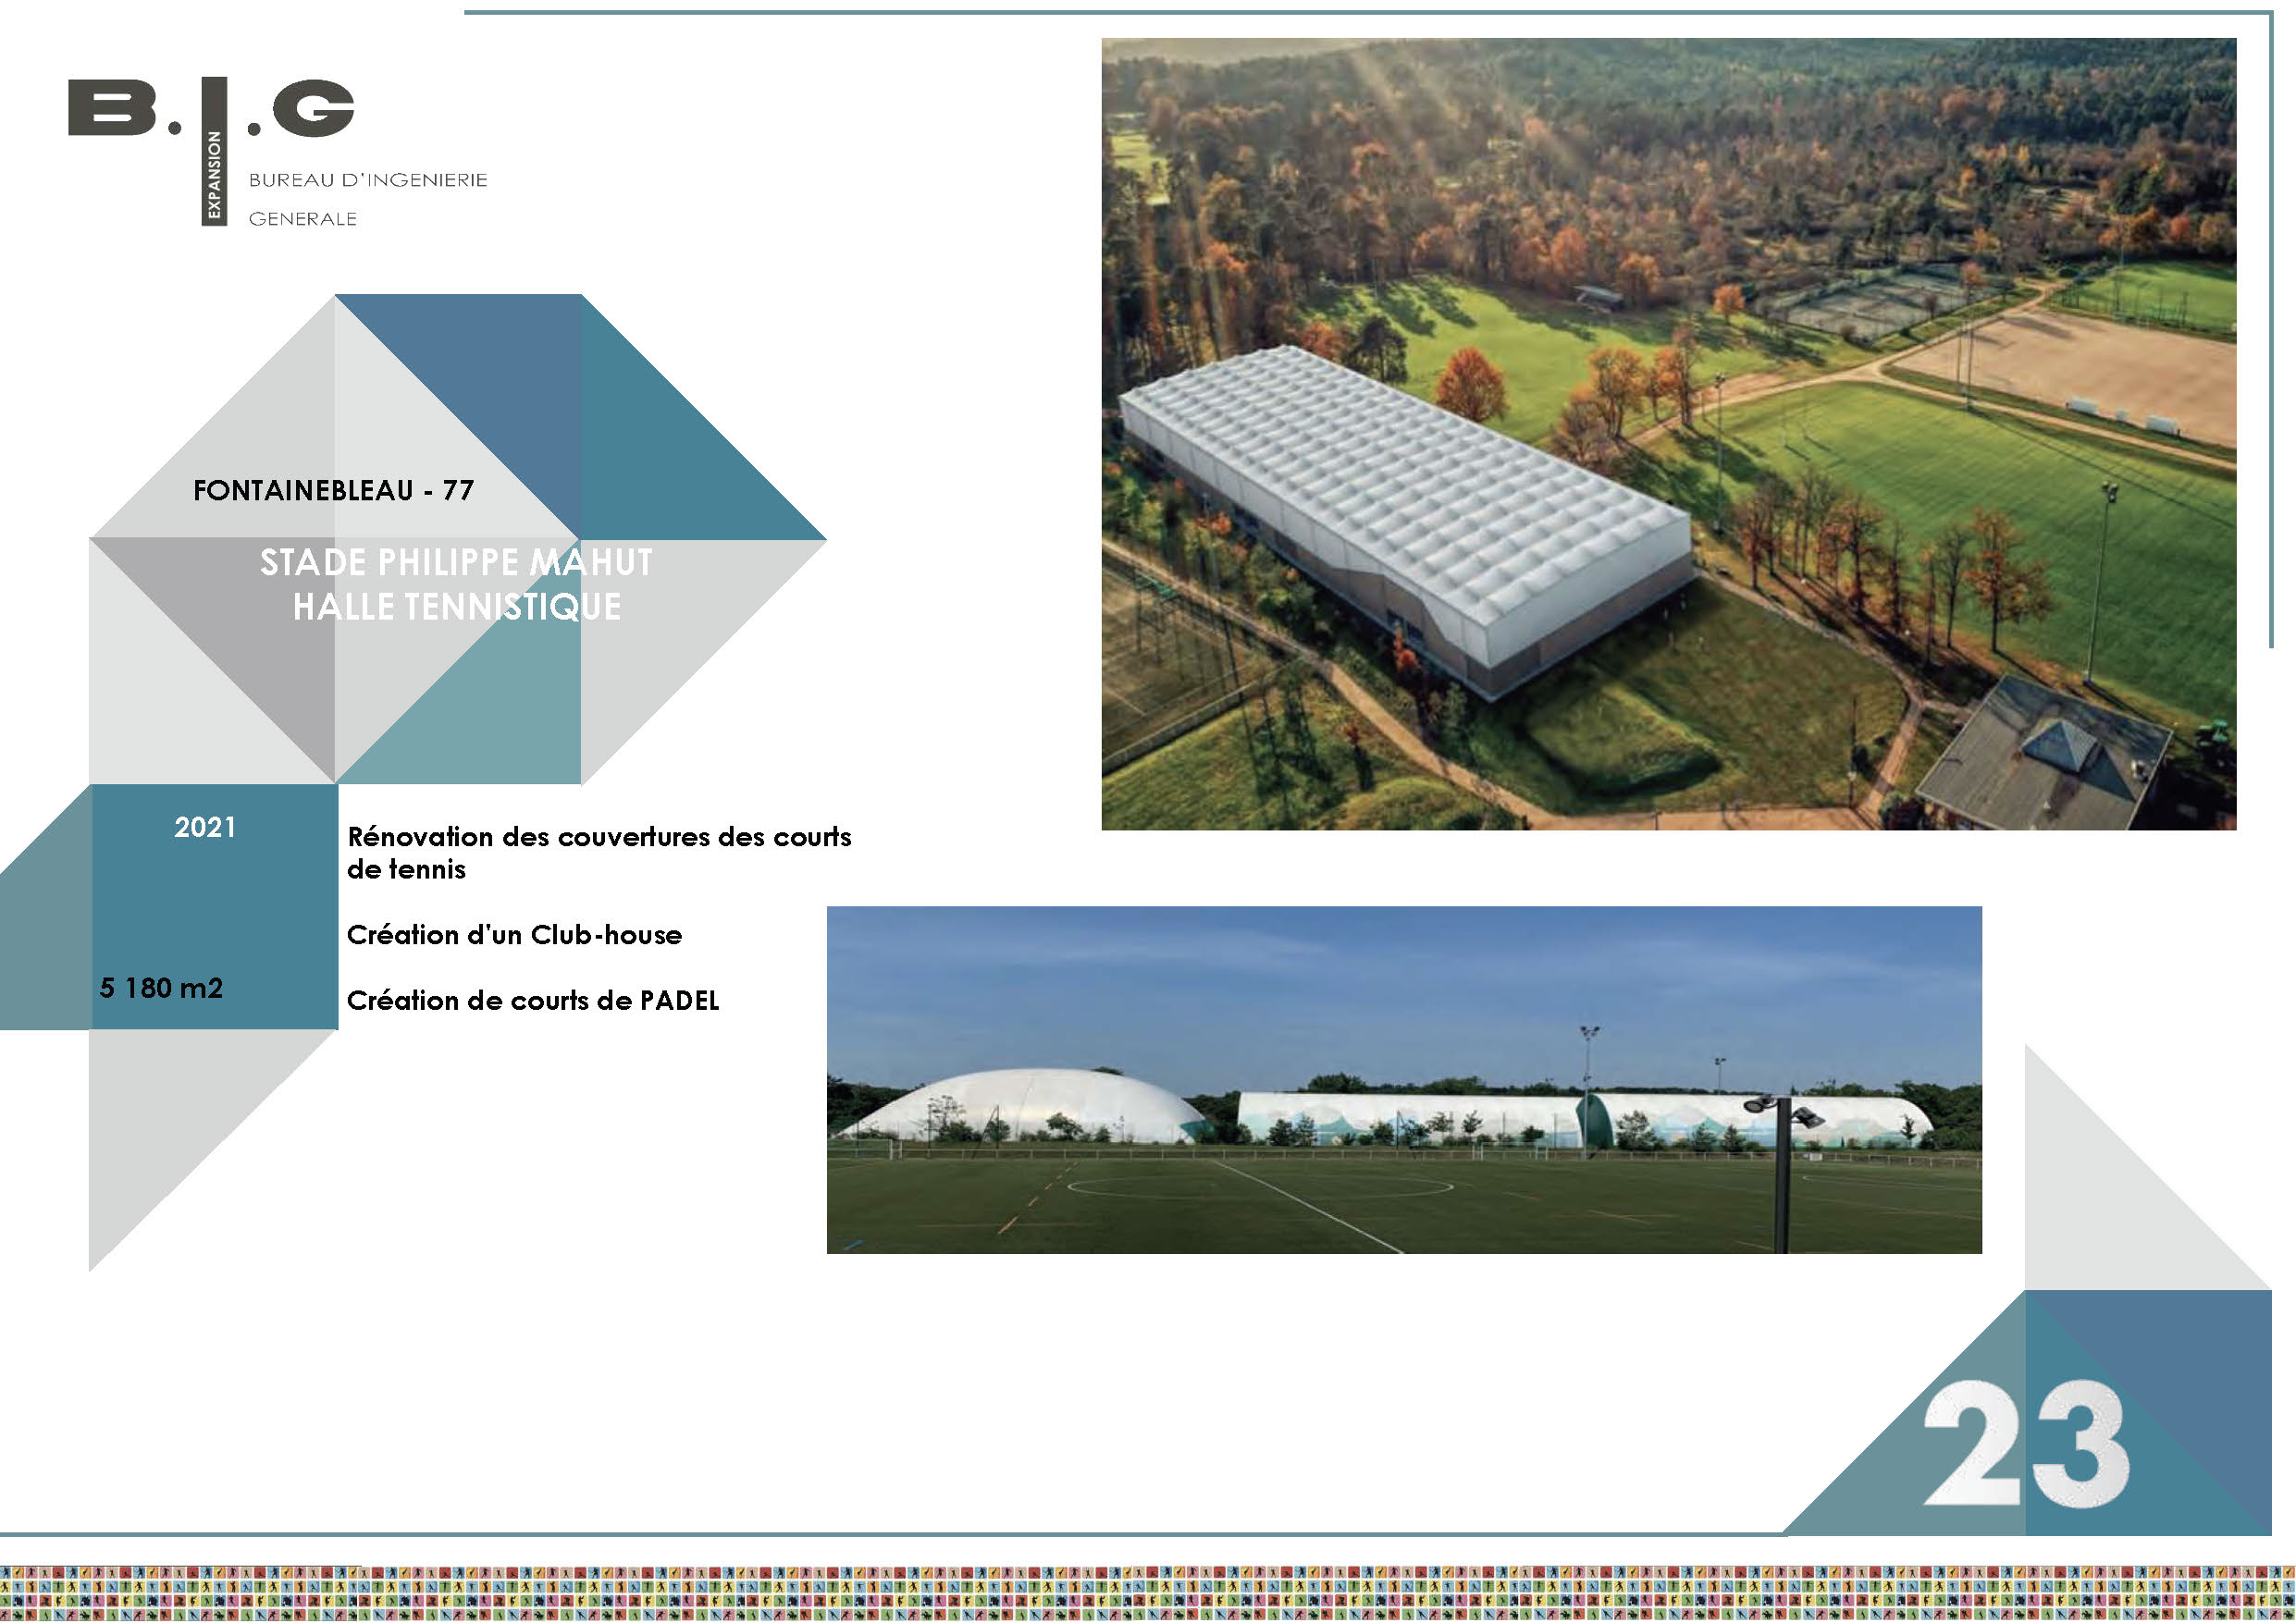 B.I.G
EXPANSION
BUREAU D'INGENIERIE
GENERALE
FONTAINEBLEAU - 77
STADE PHILIPPE MAHUT
HALLE TENNISTIQUE
2021
5 180 m2
Rénovation des couvertures des courts
de tennis
Création d'un Club-house
Création de courts de PADEL
23